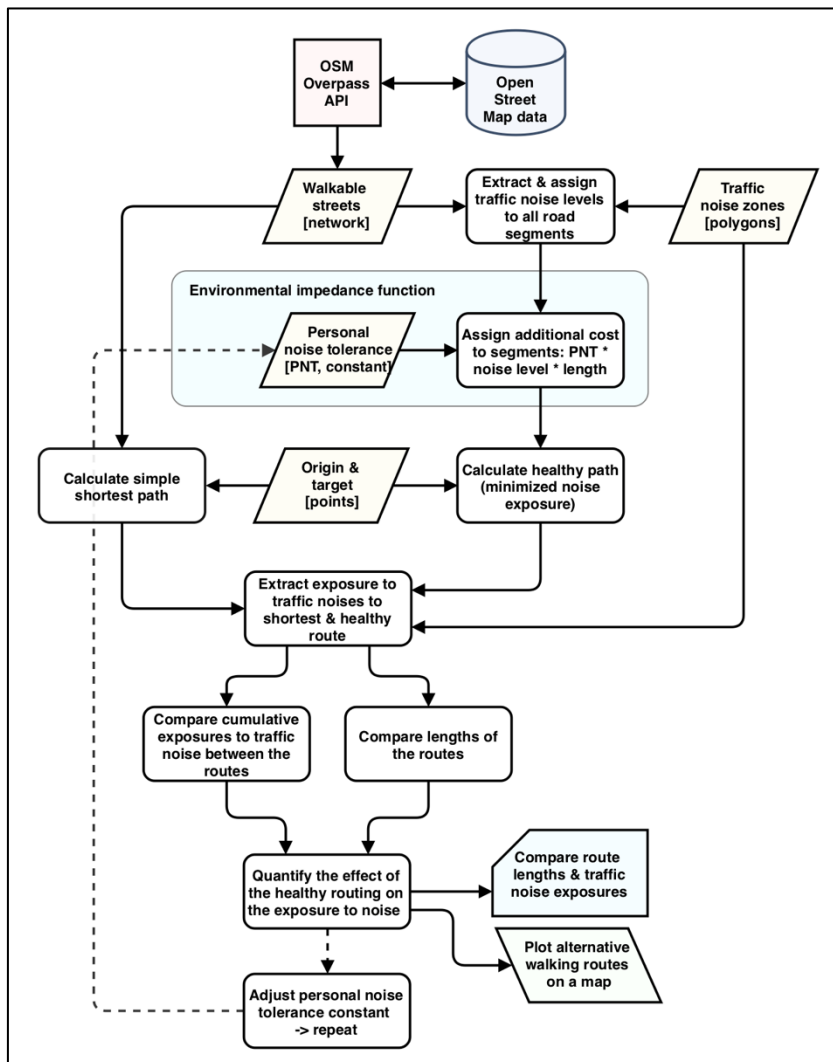 OSM
Overpass
API
Open
Street
Map data
Walkable
streets
[network]
Extract & assign
traffic noise levels
to all road
segments
Traffic
noise zones
[polygons]
Environmental impedance function
Personal
noise tolerance
[PNT, constant]
Assign additional cost
to segments: PNT *
noise level * length
Calculate simple
shortest path
Origin &
target
[points]
Calculate healthy path
(minimized noise
exposure)
Extract exposure to
traffic noises to
shortest & healthy
route
Compare cumulative
exposures to traffic
noise between the
routes
Compare lengths of
the routes
Quantify the effect of
the healthy routing on
the exposure to noise
Compare route
lengths & traffic
noise exposures
Plot alternative
walking routes
on a map
Adjust personal noise
tolerance constant
-> repeat